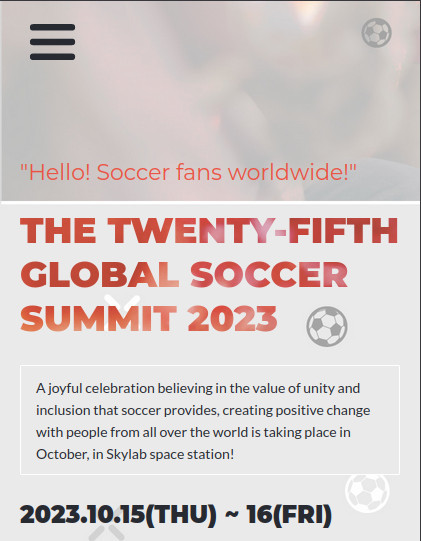 "Hello! Soccer fans worldwide!"
THE TWENTY-FIFTH
GLOBAL SOCCER
SUMMIT 2023
A joyful celebration believing in the value of unity and
inclusion that soccer provides, creating positive change
with people from all over the world is taking place in
October, in Skylab space station!
2023.10.15(THU) ~ 16(FRI)